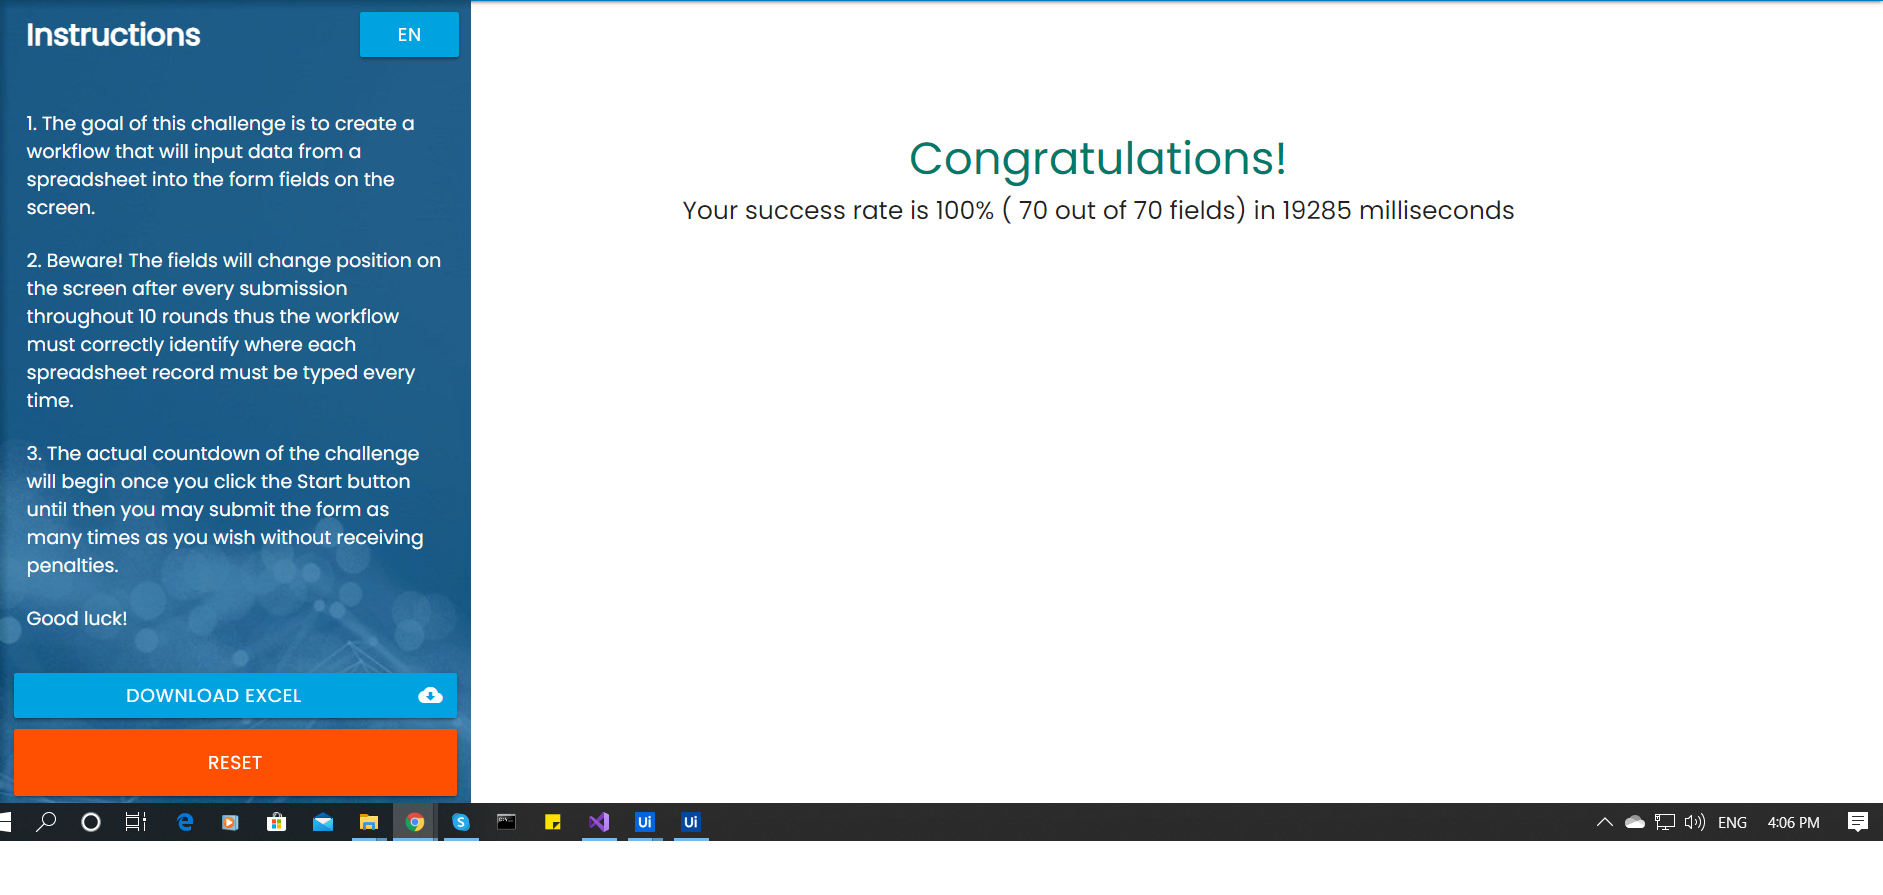 Instructions
EN
1. The goal of this challenge is to create a
workflow that will input data from a
spreadsheet into the form fields on the
screen.
2. Beware! The fields will change position on
the screen after every submission
throughout 10 rounds thus the workflow
must correctly identify where each
spreadsheet record must be typed every
time.
3. The actual countdown of the challenge
will begin once you click the Start button
until then you may submit the form as
many times as you wish without receiving
penalties.
Good luck!
DOWNLOAD EXCEL
RESET
Congratulations!
Your success rate is 100% ( 70 out of 70 fields) in 19285 milliseconds
Ui
Ui
ENG
4:06 PM